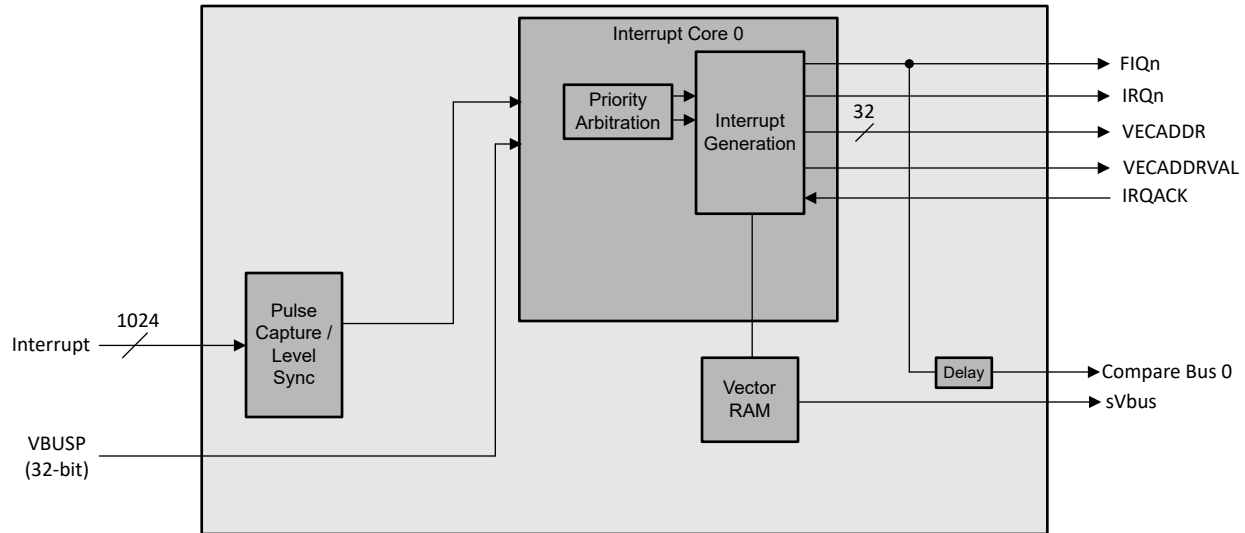 Interrupt Core 0
Priority
Arbitration
Interrupt
Generation
32
FIQn
IRQn
VECADDR
VECADDRVAL
IRQACK
Pulse
Capture /
Level
Sync
1024
Interrupt
VBUSP
(32-bit)
Vector
RAM
Delay
Compare Bus 0
sVbus